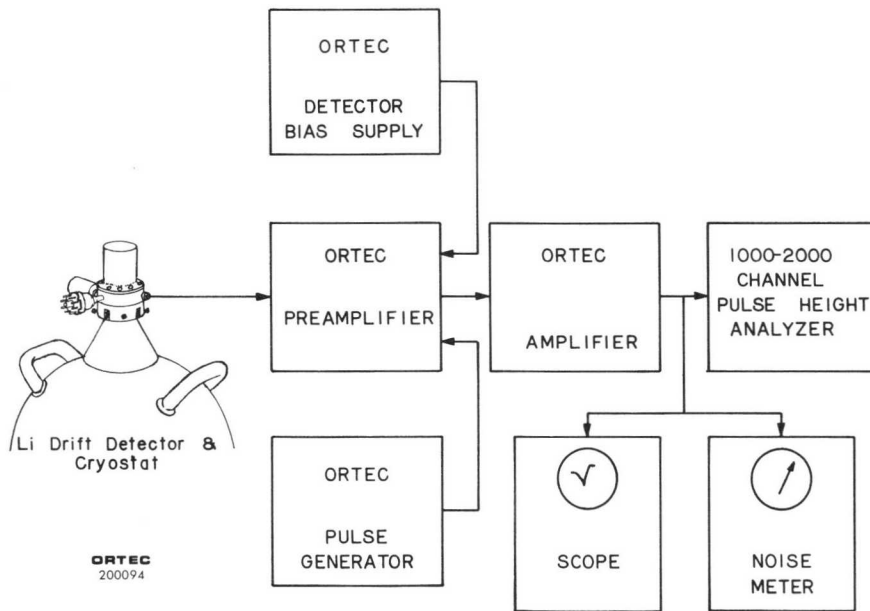 ORTEC
DETECTOR
BIAS SUPPLY
ORTEC
PREAMPLIFIER
ORTEC
AMPLIFIER
1000-2000
CHANNEL
PULSE HEIGHT
ANALYZER
Li Drift Detector &
Cryostat
ORTEC
PULSE
GENERATOR
SCOPE
NOISE
METER
ORTEC
200094